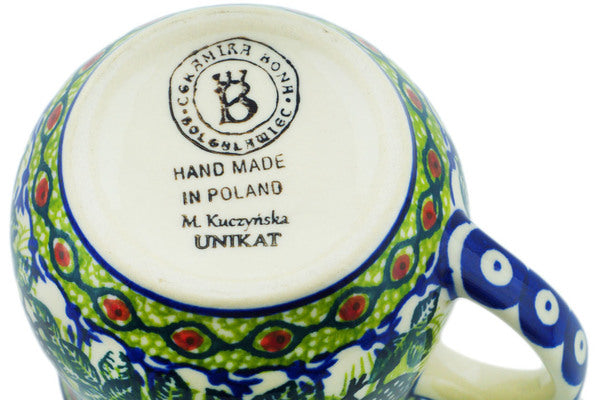 CERAMIKA BONA
BOLESŁAWIEC
B
HAND MADE
IN POLAND
M. Kuczyńska
UNIKAT